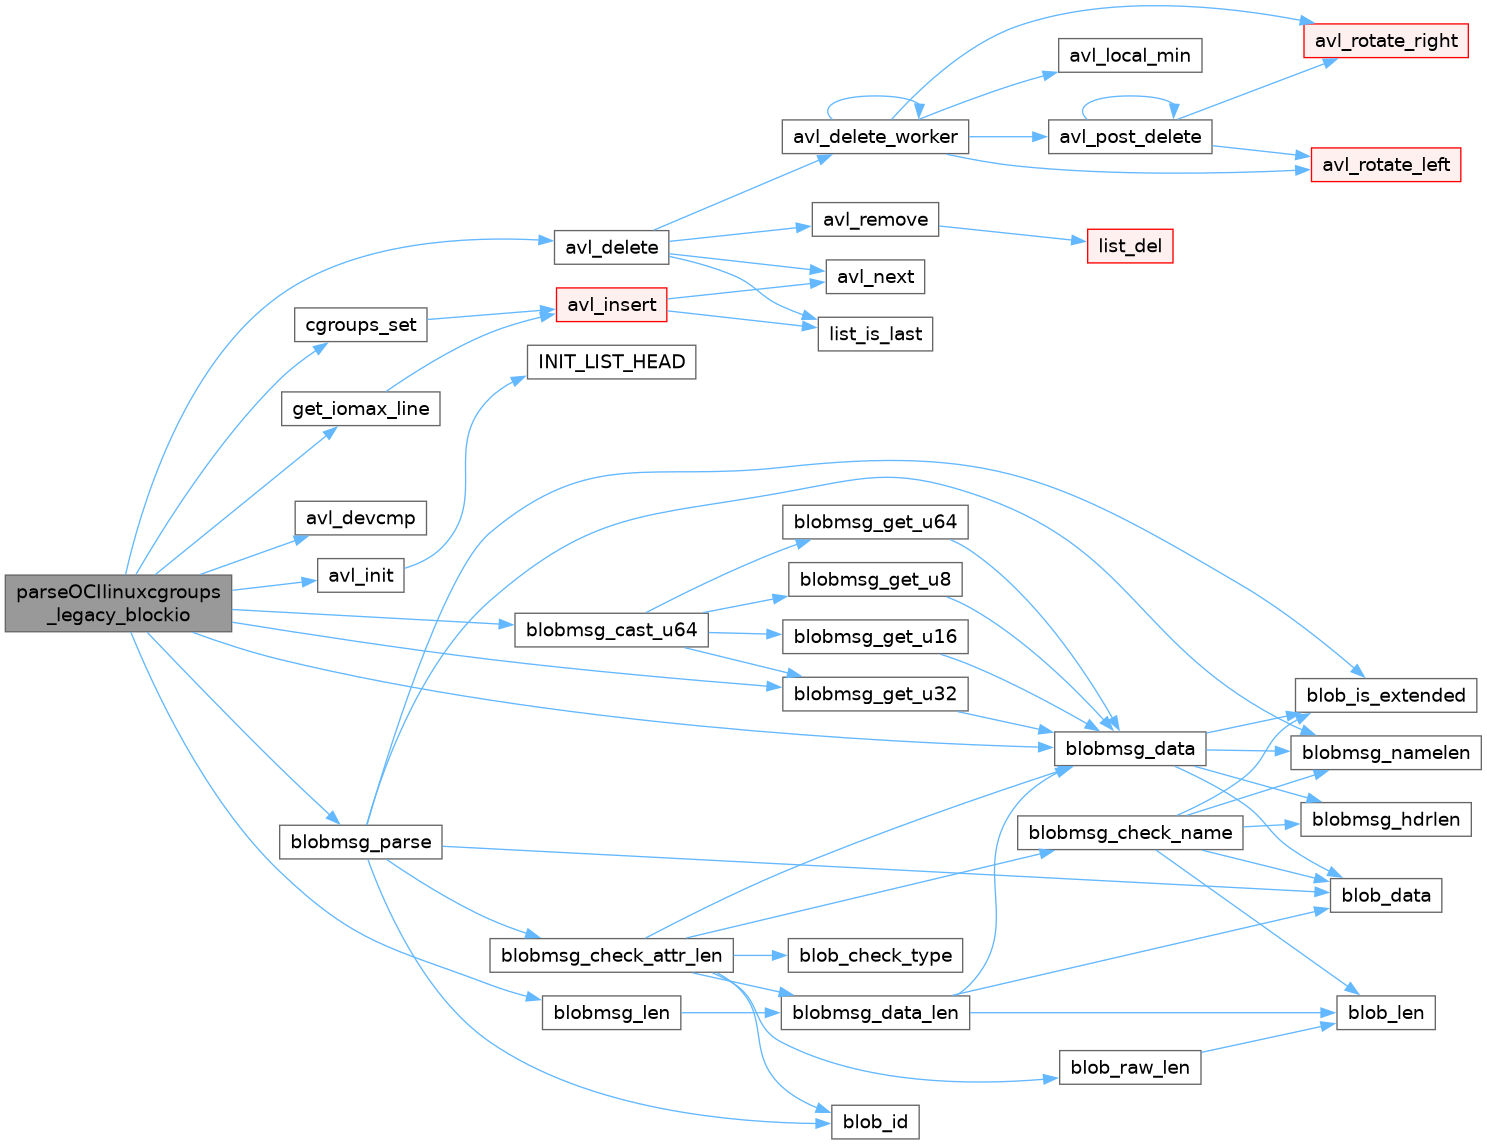 avl_rotate_right
avl_local_min
avl_delete_worker
avl_post_delete
avl_rotate_left
avl_remove
avl_delete
list_del
avl_next
avl_insert
cgroups_set
list_is_last
INIT_LIST_HEAD
get_iomax_line
avl_devcmp
blobmsg_get_u64
avl_init
blobmsg_get_u8
parseOCIlinuxcgroups
_legacy_blockio
blobmsg_cast_u64
blobmsg_get_u16
blobmsg_get_u32
blob_is_extended
blobmsg_data
blobmsg_namelen
blobmsg_hdrlen
blobmsg_check_name
blobmsg_parse
blob_data
blobmsg_check_attr_len
blob_check_type
blobmsg_len
blobmsg_data_len
blob_len
blob_raw_len
blob_id